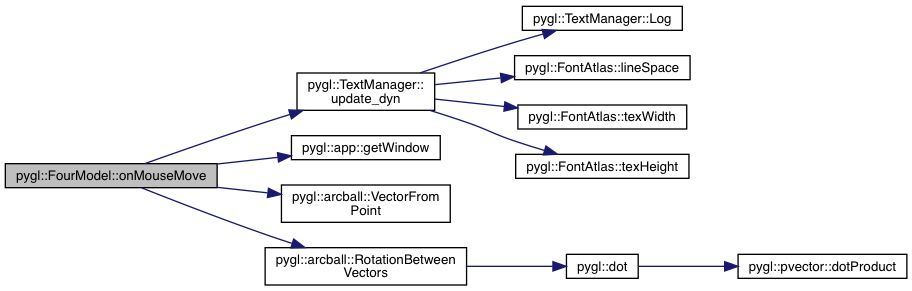 pygl::TextManager::Log
pygl::TextManager::
update_dyn
pygl::FontAtlas::lineSpace
pygl::FontAtlas::texWidth
pygl::app::getWindow
pygl::FontAtlas::texHeight
pygl::FourModel::onMouseMove
pygl::arcball::VectorFrom
Point
pygl::arcball::RotationBetween
Vectors
pygl::dot
pygl::pvector::dotProduct